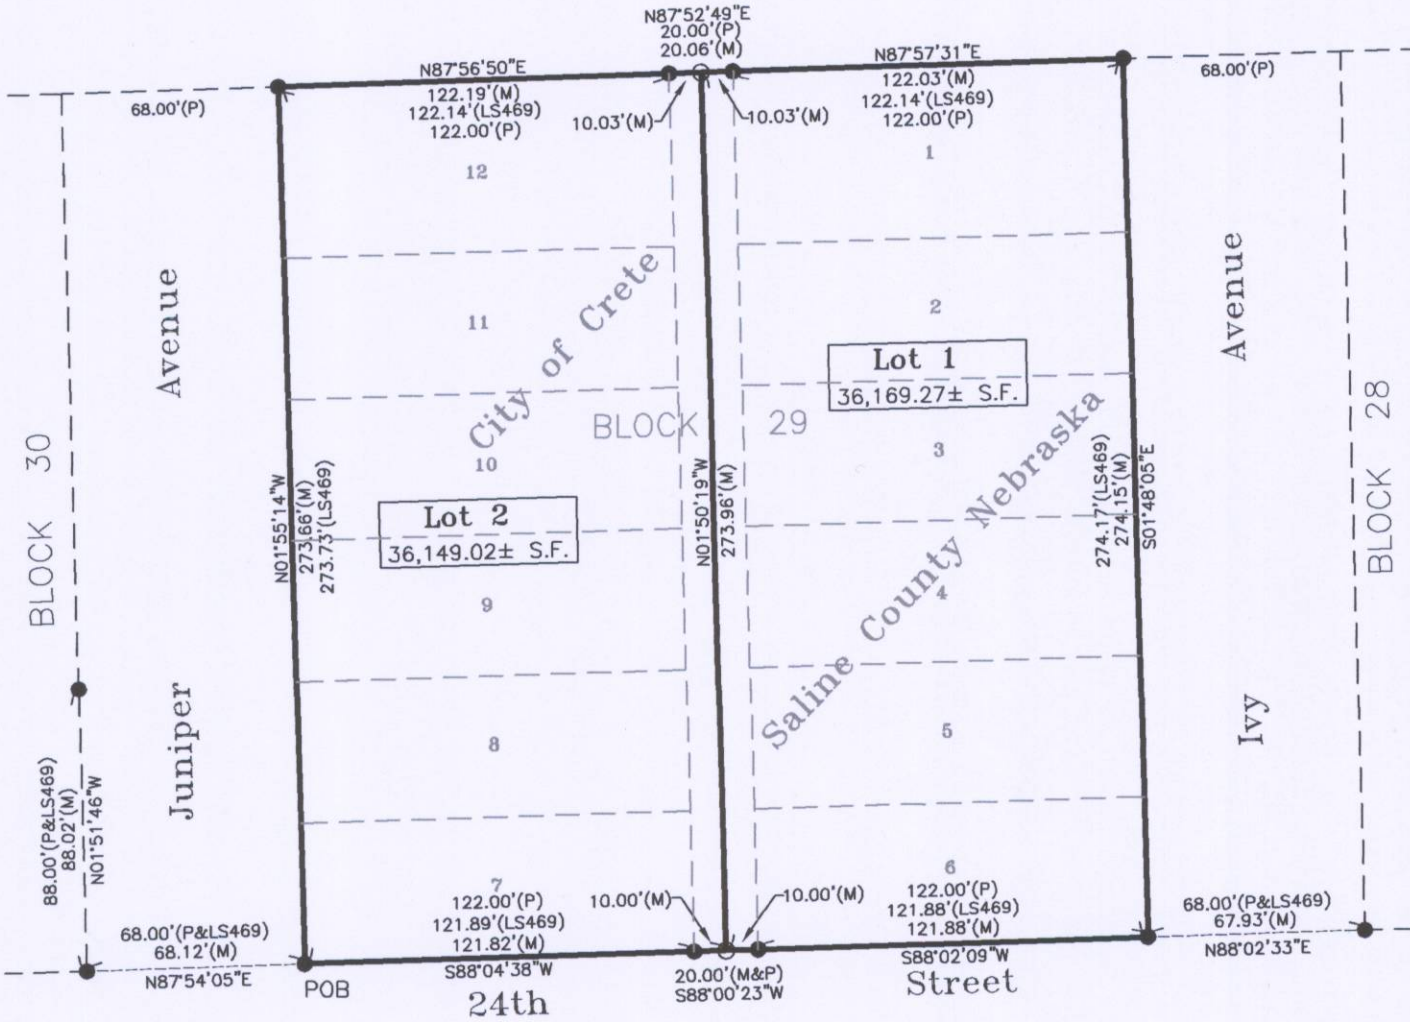 N87°52'49"E
20.00'(P)
20.06'(M)
N87°56'50"E
122.19'(M)
122.14'(LS469)
122.00'(P)
N87°57'31"E
122.03'(M)
122.14'(LS469)
122.00'(P)
68.00'(P)
68.00'(P)
10.03'(M)
10.03'(M)
12
1
11
2
10
3
9
4
8
5
7
6
City of Crete
Saline County Nebraska
BLOCK 29
Lot 1
36,169.27± S.F.
Lot 2
36,149.02± S.F.
Juniper Avenue
Ivy Avenue
BLOCK 30
BLOCK 28
N01°55'14"W
273.66'(M)
273.73'(LS469)
N01°50'19"W
273.96'(M)
274.17'(LS469)
274.15'(M)
S01°48'05"E
88.00'(P&LS469)
88.02'(M)
N01°51'46"W
68.00'(P&LS469)
68.12'(M)
N87°54'05"E
POB
122.00'(P)
121.89'(LS469)
121.82'(M)
S88°04'38"W
10.00'(M)
10.00'(M)
20.00'(M&P)
S88°00'23"W
122.00'(P)
121.88'(LS469)
121.88'(M)
S88°02'09"W
68.00'(P&LS469)
67.93'(M)
N88°02'33"E
24th Street